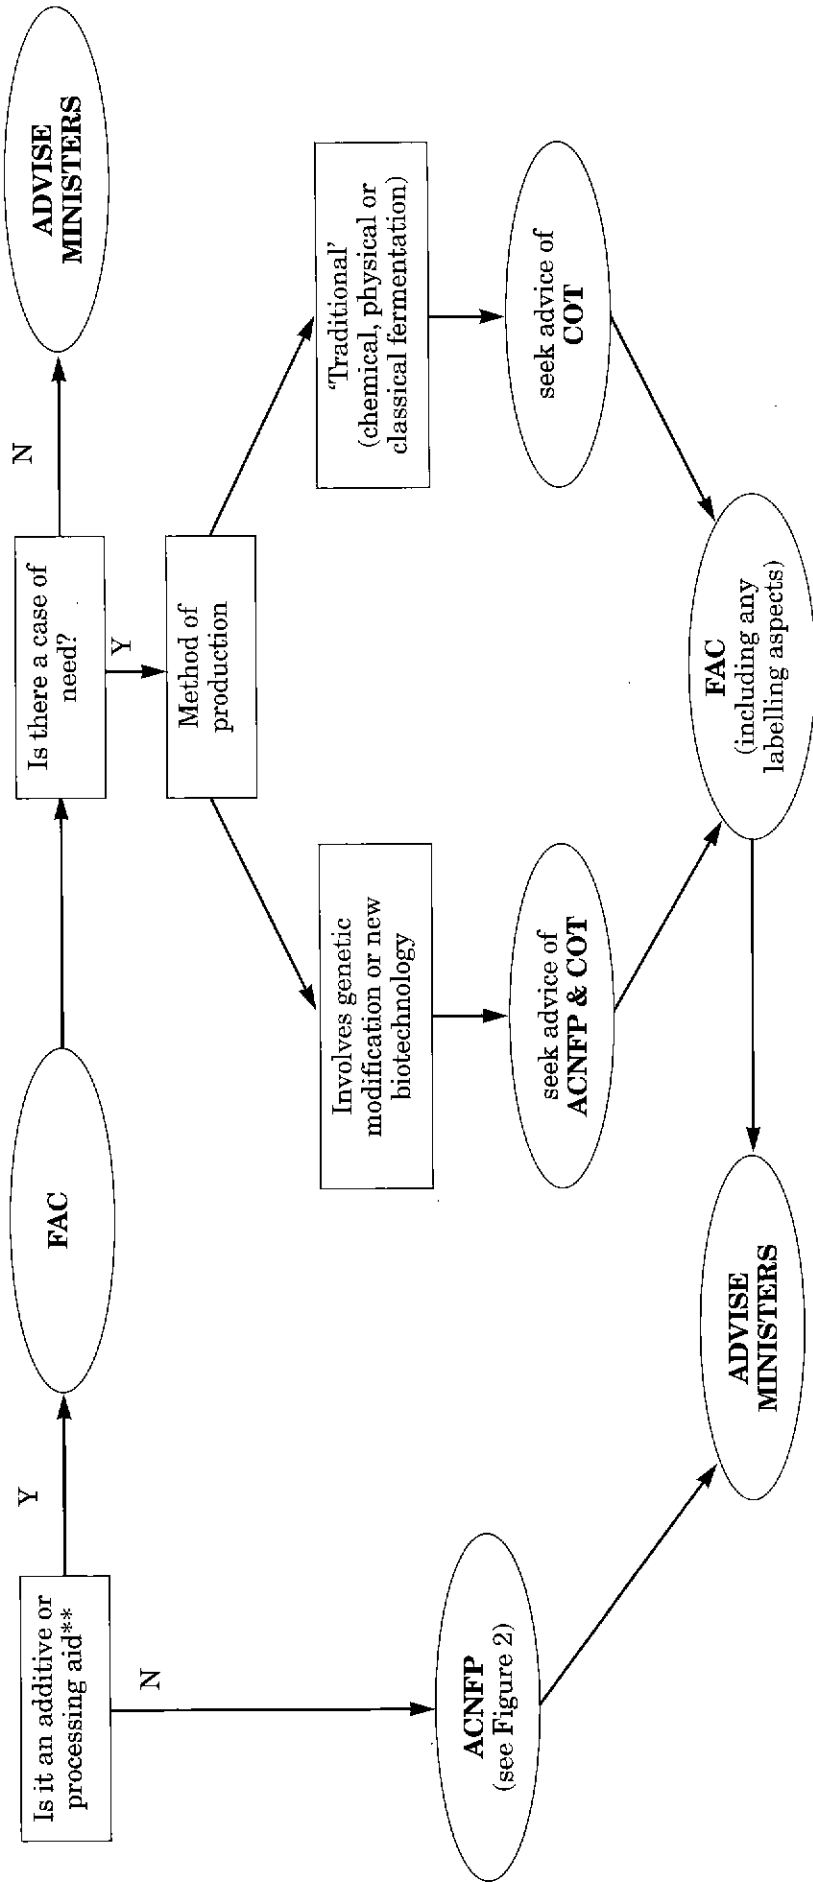 Is it an additive or
processing aid**
Y
N
FAC
Is there a case of
need?
N
Y
ADVISE
MINISTERS
Method of
production
Involves genetic
modification or new
biotechnology
'Traditional'
(chemical, physical or
classical fermentation)
ACNFP
(see Figure 2)
seek advice of
ACNFP & COT
seek advice of
COT
ADVISE
MINISTERS
FAC
(including any
labelling aspects)